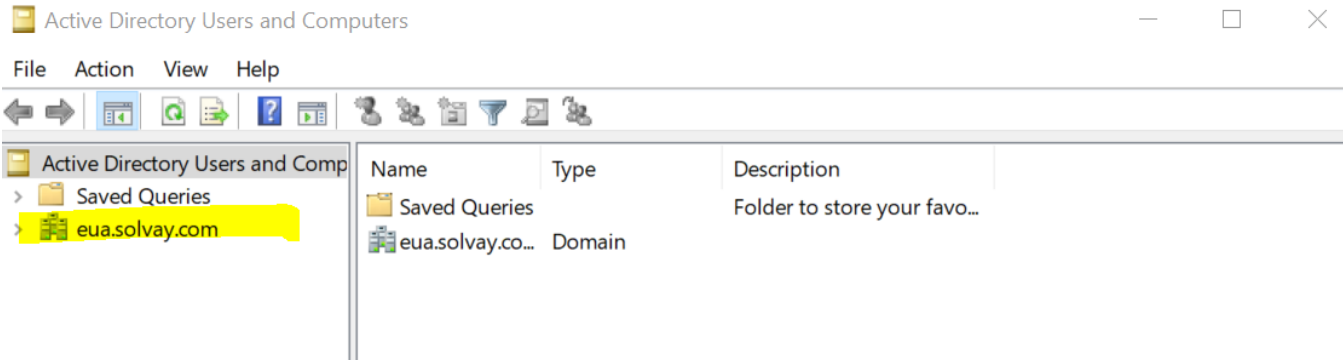 Active Directory Users and Computers
File Action View Help
Active Directory Users and Comp
Saved Queries
eua.solvay.com
Name Type Description
Saved Queries Folder to store your favo...
eua.solvay.co... Domain